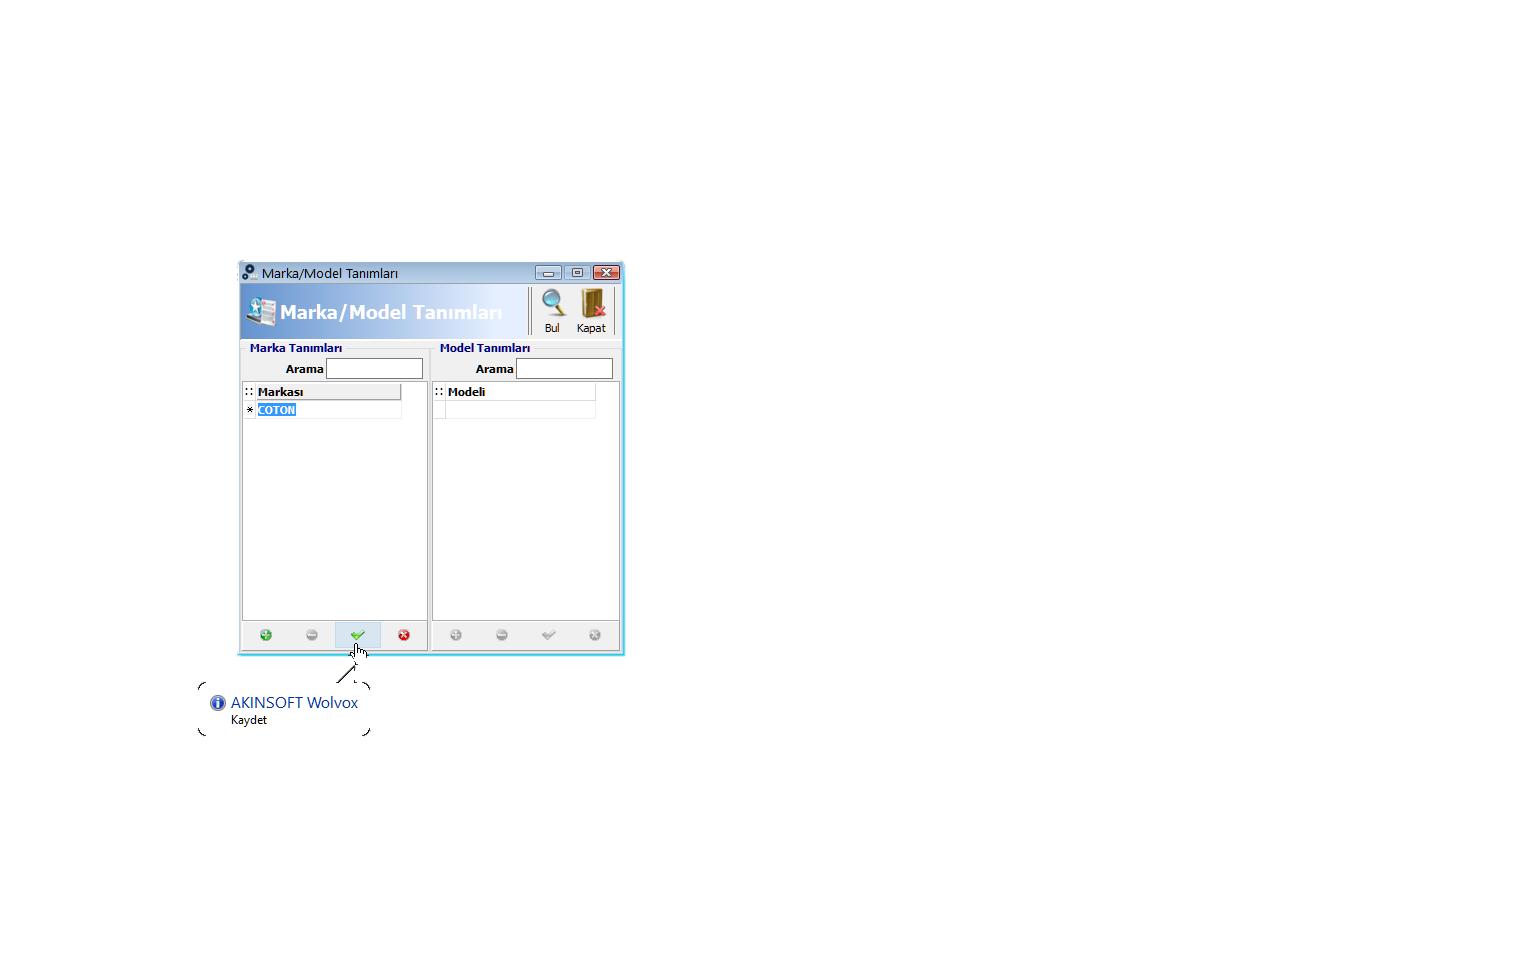 Marka/Model Tanımları
Marka/Model Tanımları
Bul
Kapat
Marka Tanımları
Arama
Markası
COTON
Model Tanımları
Arama
Modeli
AKINSOFT Wolvox
Kaydet